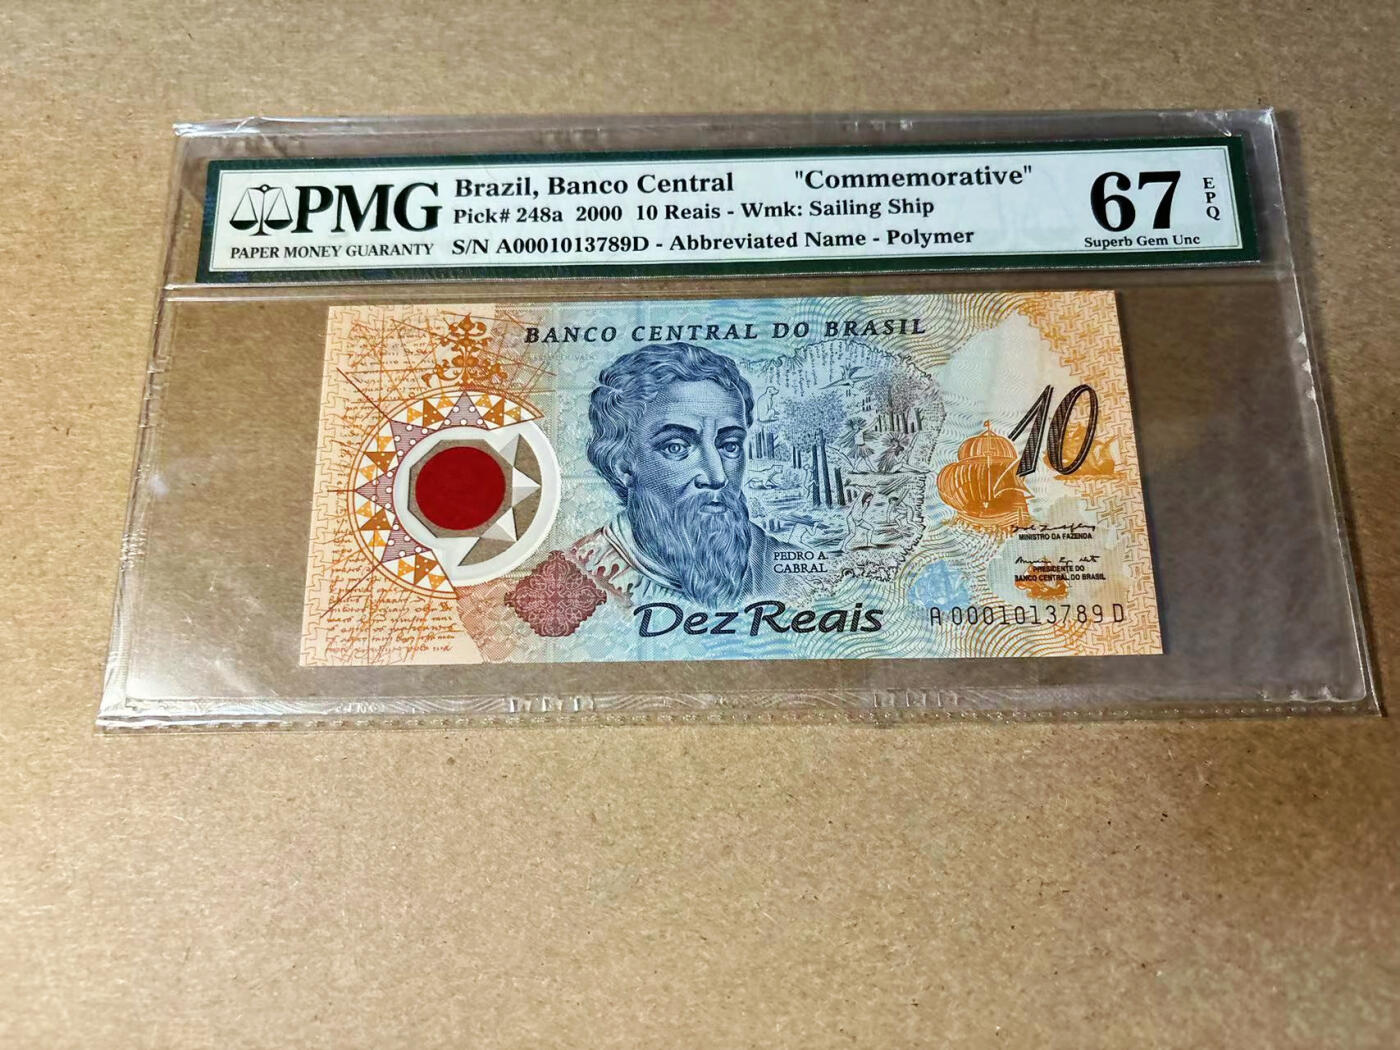 PMG
PAPER MONEY GUARANTY
Brazil, Banco Central "Commemorative"
Pick# 248a 2000 10 Reais - Wmk: Sailing Ship
S/N A0001013789D - Abbreviated Name - Polymer
67
EPQ
Superb Gem Unc
BANCO CENTRAL DO BRASIL
10
MINISTRO DA FAZENDA
PRESIDENTE DO
BANCO CENTRAL DO BRASIL
PEDRO A.
CABRAL
Dez Reais
A 0001013789 D